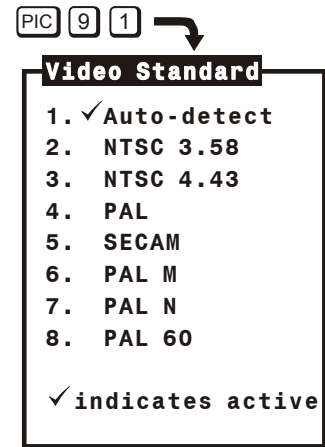 PIC 9 1
Video Standard
1. ✓Auto-detect
2. NTSC 3.58
3. NTSC 4.43
4. PAL
5. SECAM
6. PAL M
7. PAL N
8. PAL 60
✓indicates active